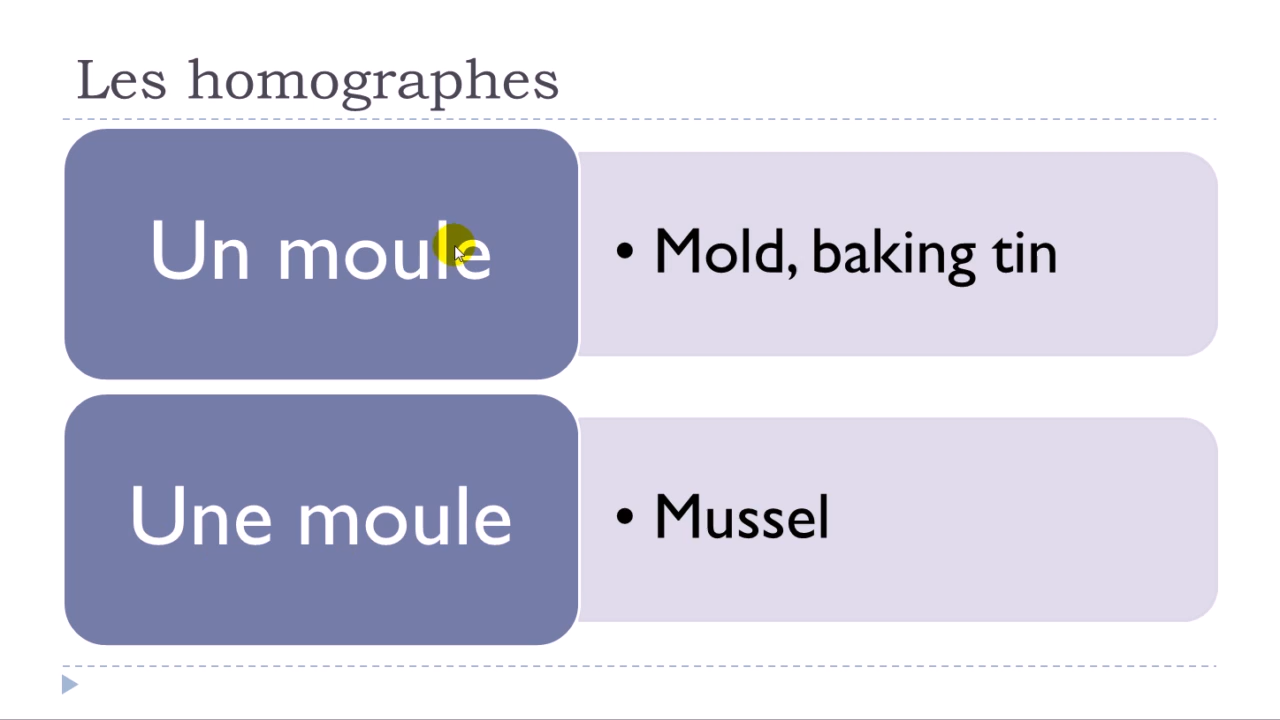 Les homographes
Un moule
• Mold, baking tin
Une moule
• Mussel